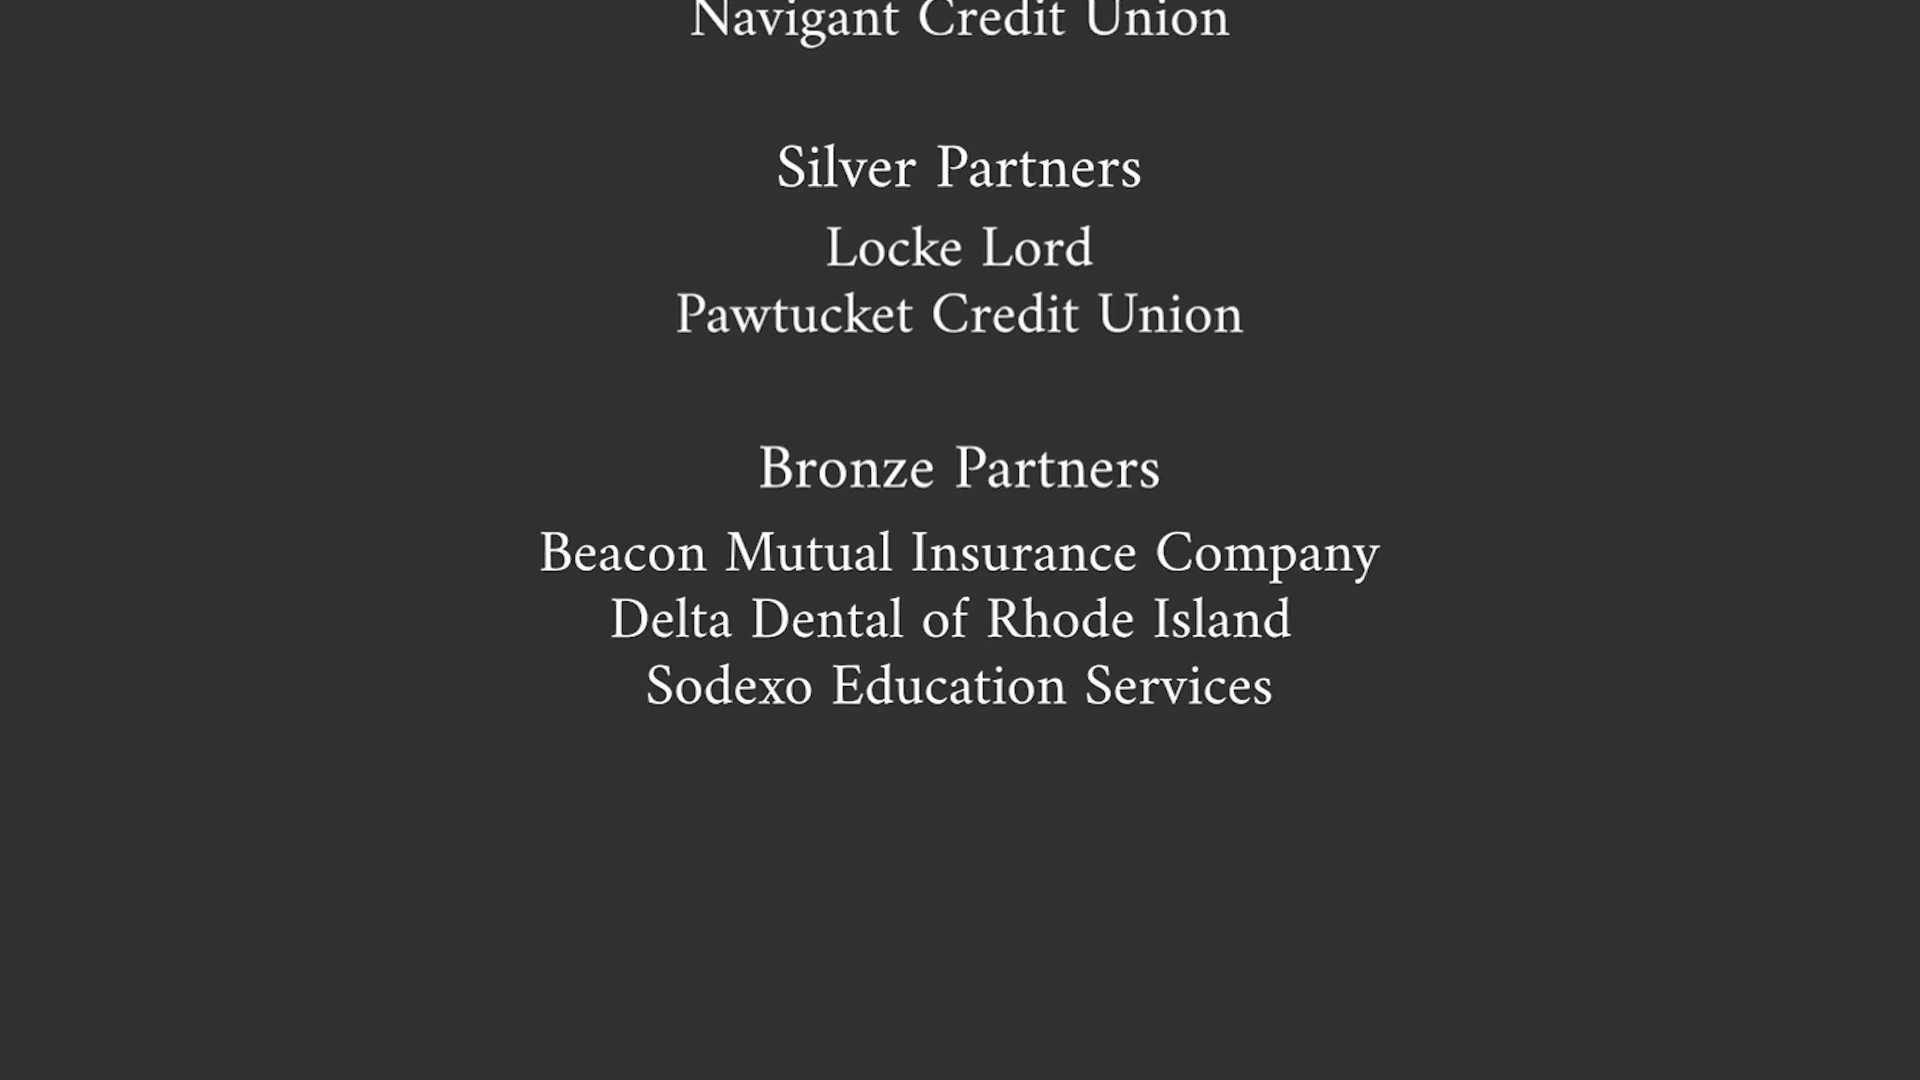 Navigant Credit Union
Silver Partners
Locke Lord
Pawtucket Credit Union
Bronze Partners
Beacon Mutual Insurance Company
Delta Dental of Rhode Island
Sodexo Education Services